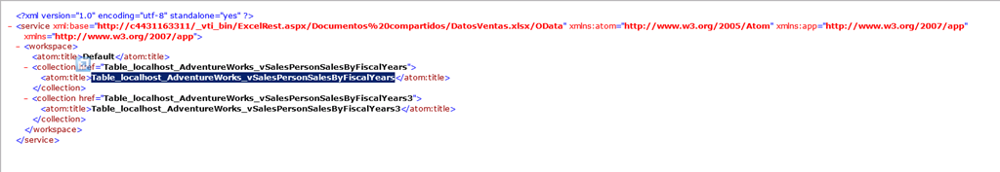 <?xml version="1.0" encoding="utf-8" standalone="yes" ?>
- <service xml:base="http://c4431163311/_vti_bin/ExcelRest.aspx/Documentos%20compartidos/DatosVentas.xlsx/OData" xmlns:atom="http://www.w3.org/2005/Atom" xmlns:app="http://www.w3.org/2007/app"
xmlns="http://www.w3.org/2007/app">
- <workspace>
<atom:title>Default</atom:title>
- <collection href="Table_localhost_AdventureWorks_vSalesPersonSalesByFiscalYears">
<atom:title>Table_localhost_AdventureWorks_vSalesPersonSalesByFiscalYears</atom:title>
</collection>
- <collection href="Table_localhost_AdventureWorks_vSalesPersonSalesByFiscalYears3">
<atom:title>Table_localhost_AdventureWorks_vSalesPersonSalesByFiscalYears3</atom:title>
</collection>
</workspace>
</service>